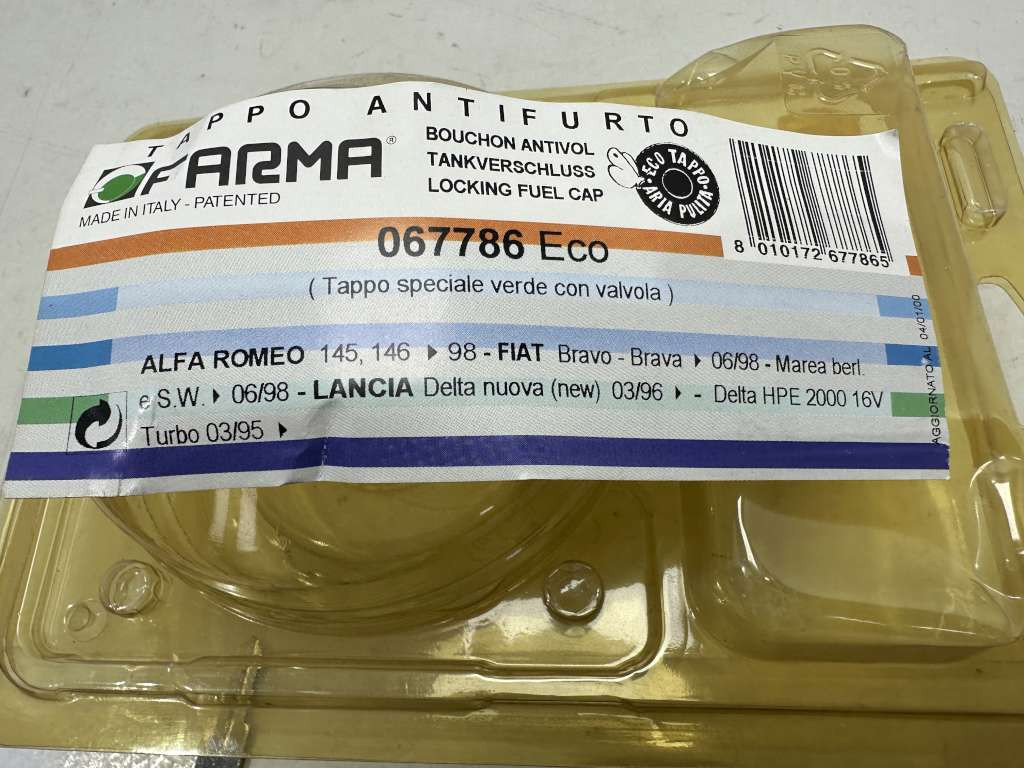 TAPPO ANTIFURTO
FARMA®
MADE IN ITALY - PATENTED
BOUCHON ANTIVOL
TANKVERSCHLUSS
LOCKING FUEL CAP
ECO TAPPO
ARIA PULITA
8 010172 677865
067786 Eco
( Tappo speciale verde con valvola )
ALFA ROMEO 145, 146 ▶ 98 - FIAT Bravo - Brava ▶ 06/98 - Marea berl.
e S.W. ▶ 06/98 - LANCIA Delta nuova (new) 03/96 ▶ - Delta HPE 2000 16V
Turbo 03/95 ▶
AGGIORNATO AL 04/01/00